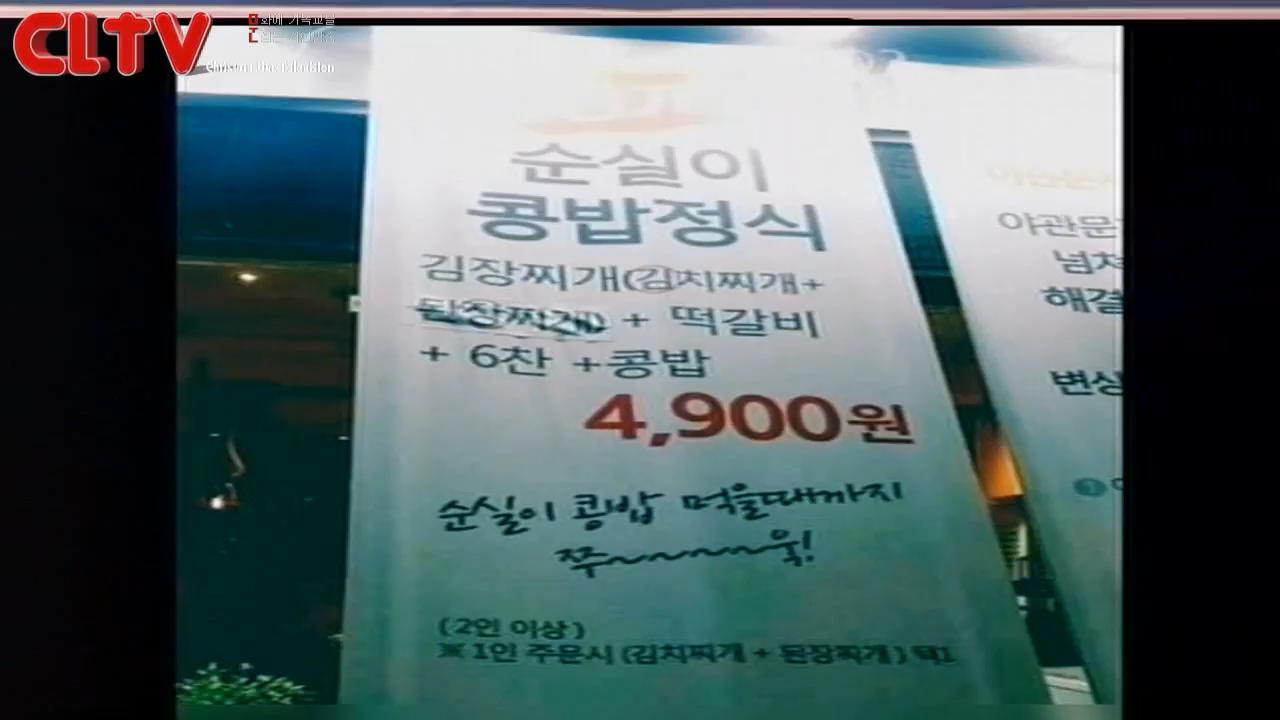 CLTV
순실이
콩밥정식
김장찌개(김치찌개+
된장찌개) + 떡갈비
+ 6찬 +콩밥
4,900원
순실이 콩밥 먹을때까지
쭈~~~~~욱!
(2인 이상)
※ 1인 주문시 (김치찌개 + 된장찌개) 택1
야관문
넘쳐
해결
변상